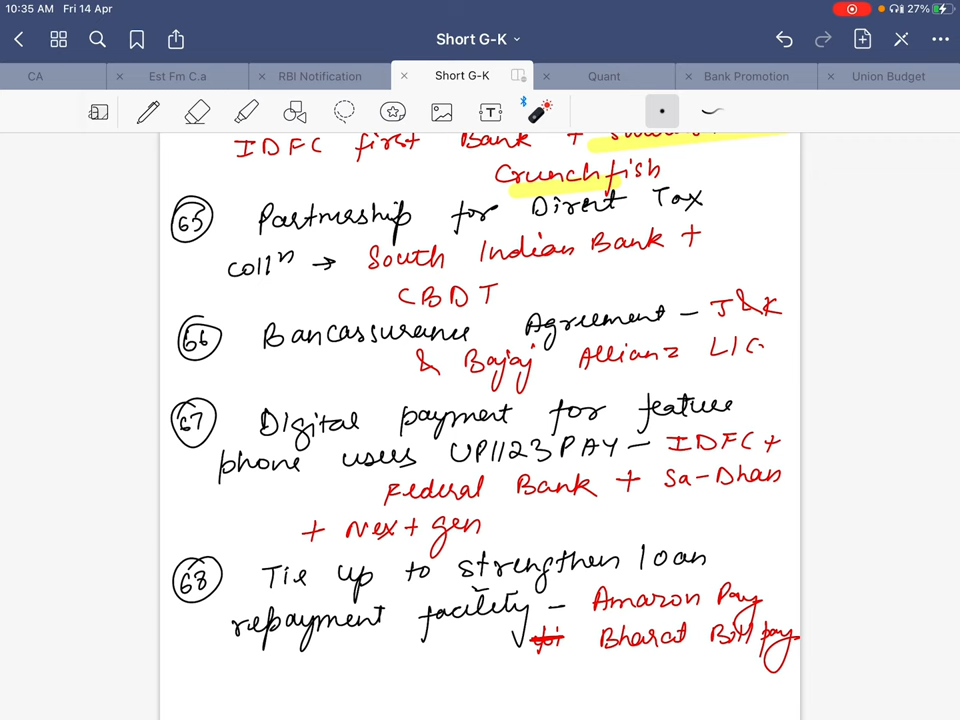 10:35 AM Fri 14 Apr
27%
Short G-K
CA
Est Fm C.a
RBI Notification
Short G-K
Quant
Bank Promotion
Union Budget
IDFC first Bank +
Crunchfish
65 Partnership for Direct Tax
collⁿ → South Indian Bank +
CBDT
66 Bancassurance Agreement - J&K
& Bajaj Allianz LIC
67 Digital payment for feature
phone uses UPI123PAY - IDFC +
Federal Bank + Sa-Dhan
+ Nex+gen
68 Tie up to strengthen loan
repayment facility - Amazon Pay
Bharat Bill pay